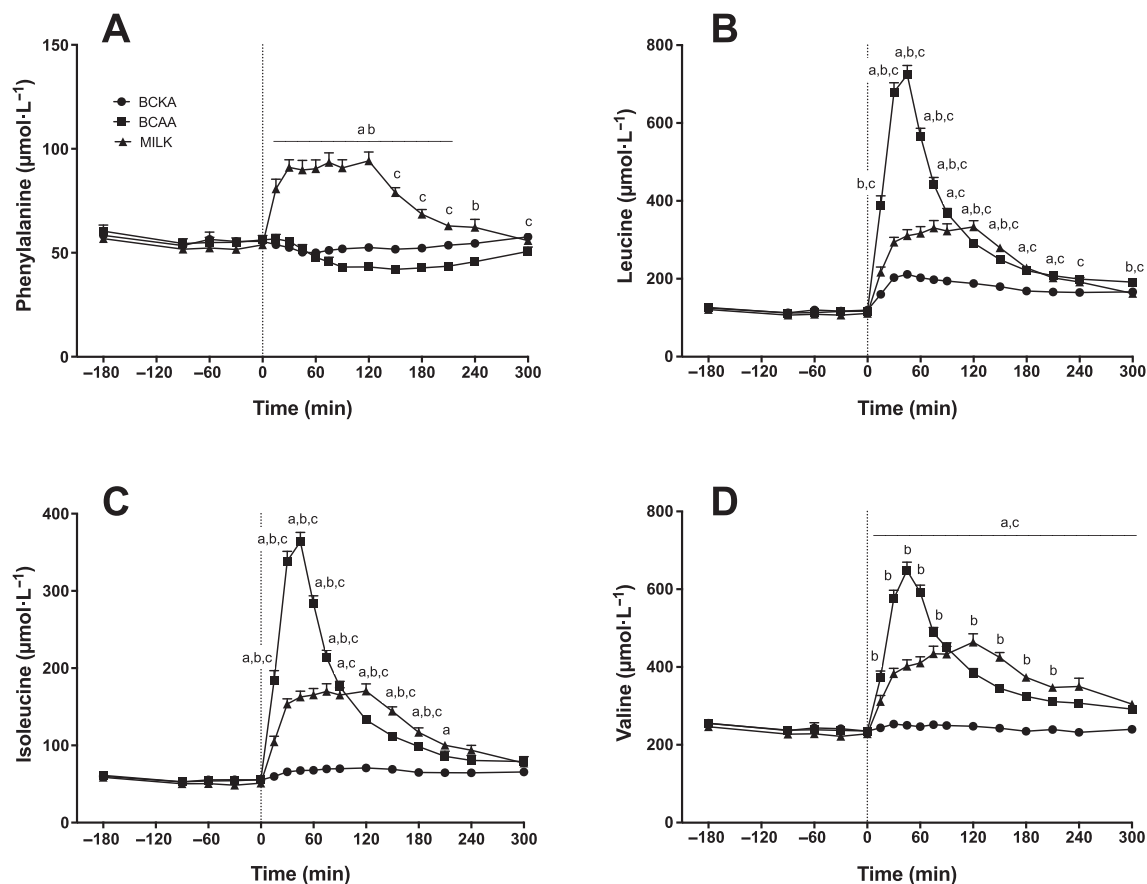 A
Phenylalanine (µmol·L⁻¹)
150
100
50
0
BCKA
BCAA
MILK
a b
c
c
c
b
c
–180
–120
–60
0
60
120
180
240
300
Time (min)
B
Leucine (µmol·L⁻¹)
800
600
400
200
0
b,c
a,b,c
a,b,c
a,b,c
a,b,c
a,c
a,b,c
a,b,c
a,c
a,c
c
b,c
–180
–120
–60
0
60
120
180
240
300
Time (min)
C
Isoleucine (µmol·L⁻¹)
400
300
200
100
0
a,b,c
a,b,c
a,b,c
a,b,c
a,b,c
a,c
a,b,c
a,b,c
a,b,c
a
–180
–120
–60
0
60
120
180
240
300
Time (min)
D
Valine (µmol·L⁻¹)
800
600
400
200
0
a,c
b
b
b
b
b
b
b
b
b
–180
–120
–60
0
60
120
180
240
300
Time (min)